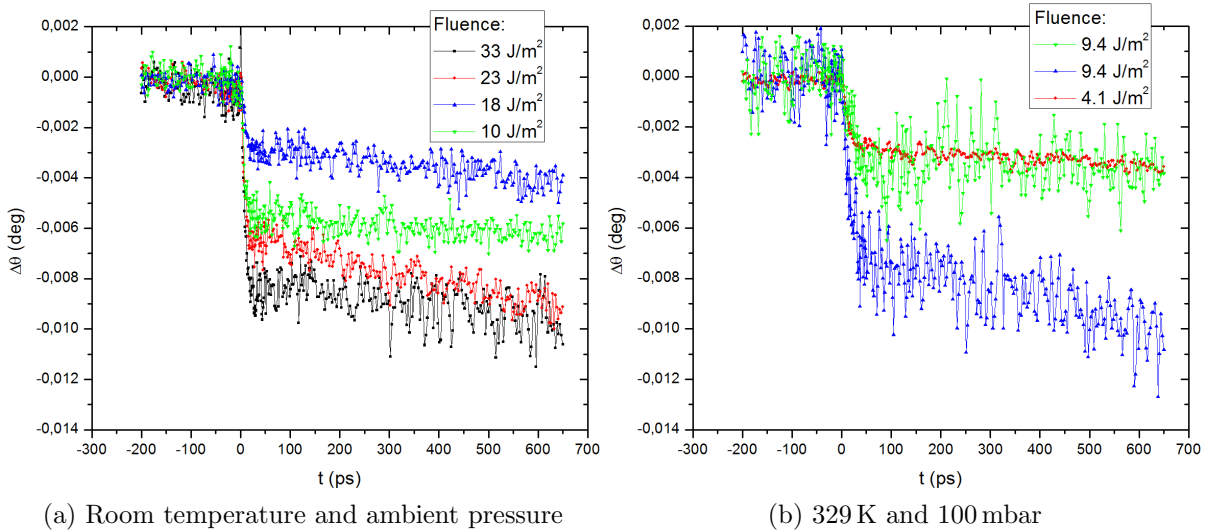 0,002
0,000
-0,002
-0,004
-0,006
-0,008
-0,010
-0,012
-0,014
Δθ (deg)
-300 -200 -100 0 100 200 300 400 500 600 700
t (ps)
Fluence:
33 J/m²
23 J/m²
18 J/m²
10 J/m²
(a) Room temperature and ambient pressure
0,002
0,000
-0,002
-0,004
-0,006
-0,008
-0,010
-0,012
-0,014
Δθ (deg)
-300 -200 -100 0 100 200 300 400 500 600 700
t (ps)
Fluence:
9.4 J/m²
9.4 J/m²
4.1 J/m²
(b) 329 K and 100 mbar